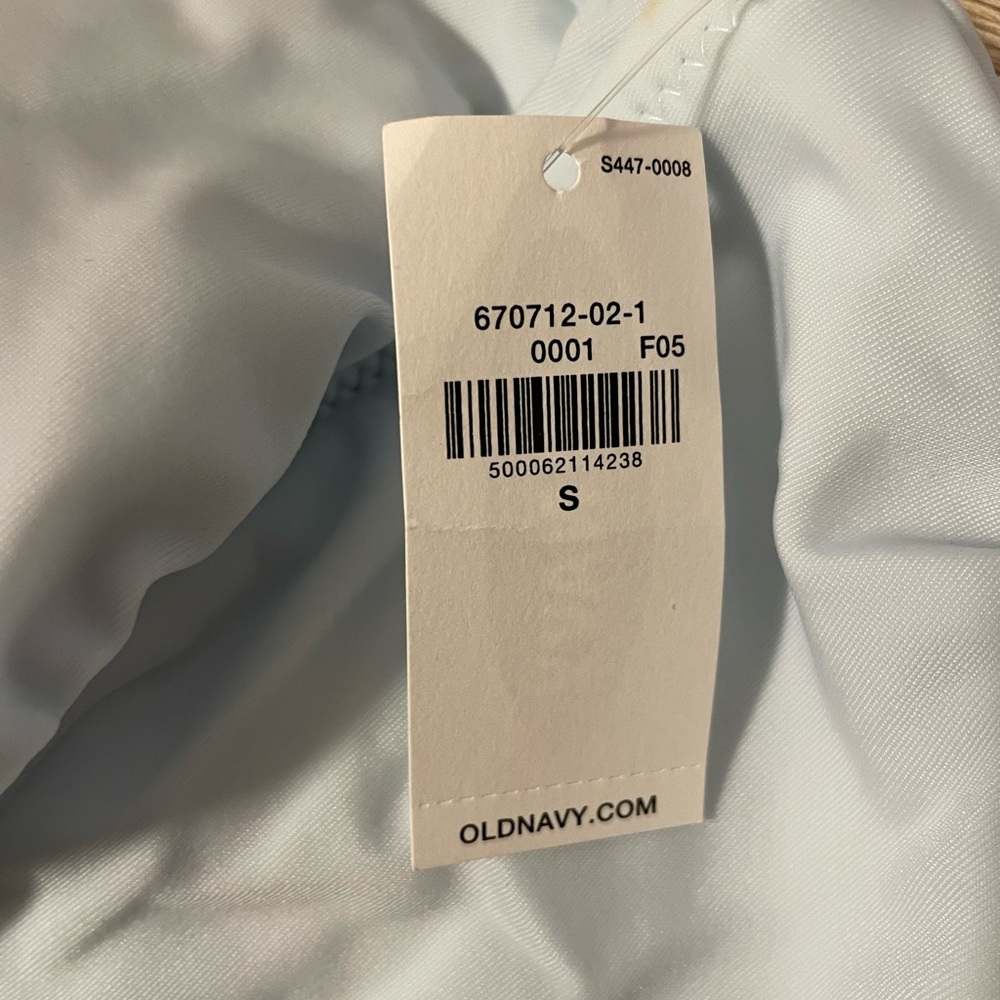 S447-0008
670712-02-1
0001 F05
500062114238
S
OLDNAVY.COM